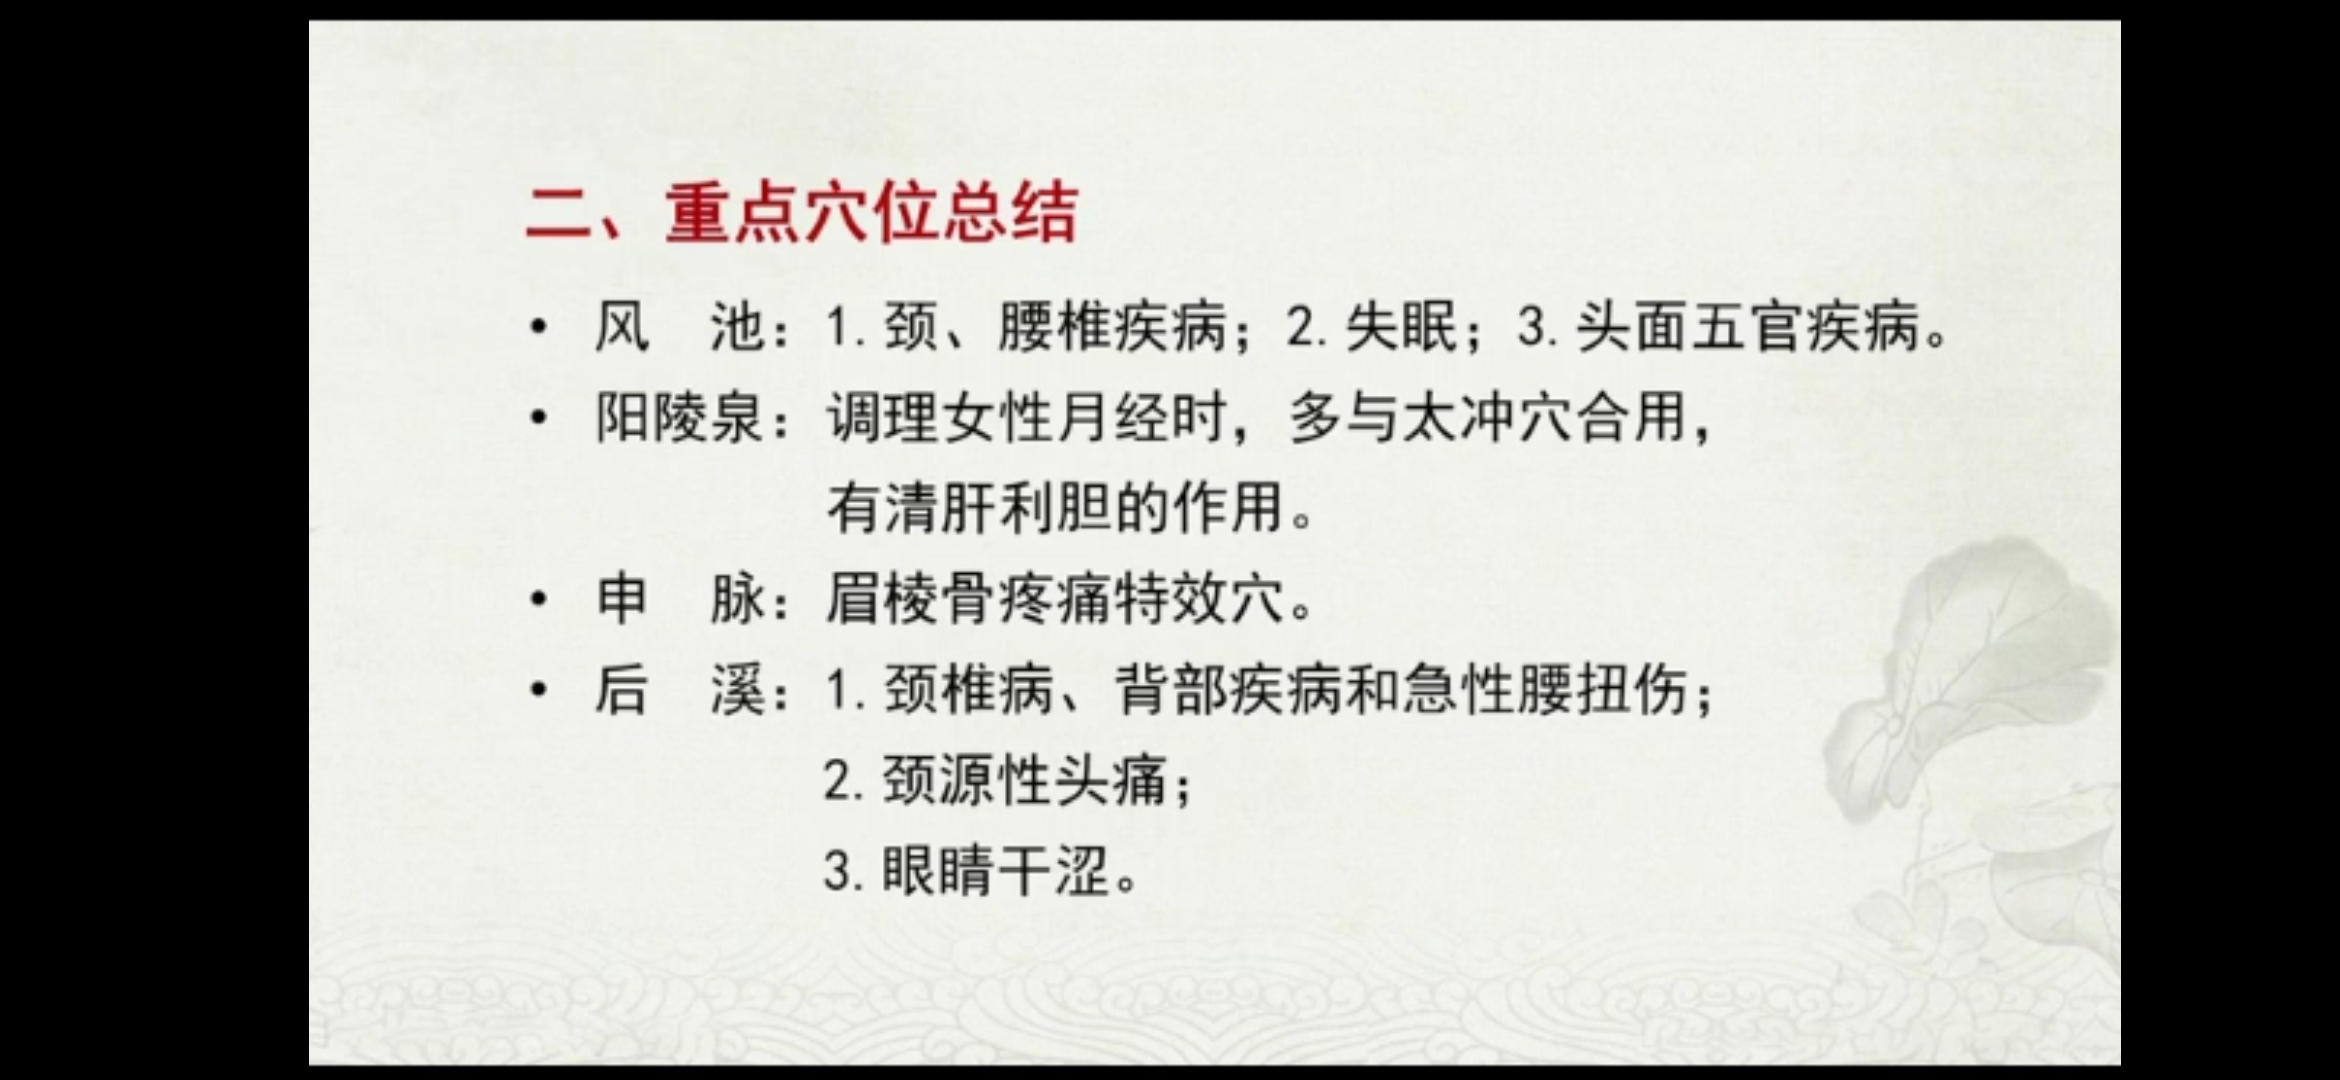 二、重点穴位总结
• 风 池：1.颈、腰椎疾病；2.失眠；3.头面五官疾病。
• 阳陵泉：调理女性月经时，多与太冲穴合用，
有清肝利胆的作用。
• 申 脉：眉棱骨疼痛特效穴。
• 后 溪：1.颈椎病、背部疾病和急性腰扭伤；
2.颈源性头痛；
3.眼睛干涩。